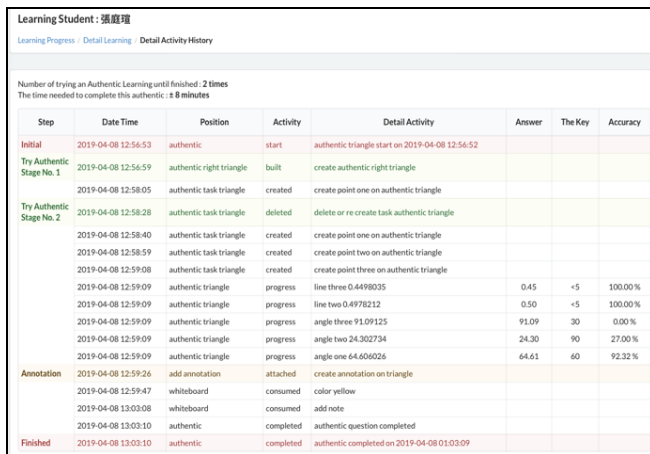 Learning Student : 張庭瑄
Learning Progress / Detail Learning / Detail Activity History
Number of trying an Authentic Learning until finished : 2 times
The time needed to complete this authentic : ± 8 minutes
Step Date Time Position Activity Detail Activity Answer The Key Accuracy
Initial 2019-04-08 12:56:53 authentic start authentic triangle start on 2019-04-08 12:56:52
Try Authentic Stage No. 1 2019-04-08 12:56:59 authentic right triangle built create authentic right triangle
2019-04-08 12:58:05 authentic task triangle created create point one on authentic triangle
Try Authentic Stage No. 2 2019-04-08 12:58:28 authentic task triangle deleted delete or re create task authentic triangle
2019-04-08 12:58:40 authentic task triangle created create point one on authentic triangle
2019-04-08 12:58:59 authentic task triangle created create point two on authentic triangle
2019-04-08 12:59:08 authentic task triangle created create point three on authentic triangle
2019-04-08 12:59:09 authentic triangle progress line three 0.4498035 0.45 <5 100.00 %
2019-04-08 12:59:09 authentic triangle progress line two 0.4978212 0.50 <5 100.00 %
2019-04-08 12:59:09 authentic triangle progress angle three 91.09125 91.09 30 0.00 %
2019-04-08 12:59:09 authentic triangle progress angle two 24.302734 24.30 90 27.00 %
2019-04-08 12:59:09 authentic triangle progress angle one 64.606026 64.61 60 92.32 %
Annotation 2019-04-08 12:59:26 add annotation attached create annotation on triangle
2019-04-08 12:59:47 whiteboard consumed color yellow
2019-04-08 13:03:08 whiteboard consumed add note
2019-04-08 13:03:10 authentic completed authentic question completed
Finished 2019-04-08 13:03:10 authentic completed authentic completed on 2019-04-08 01:03:09